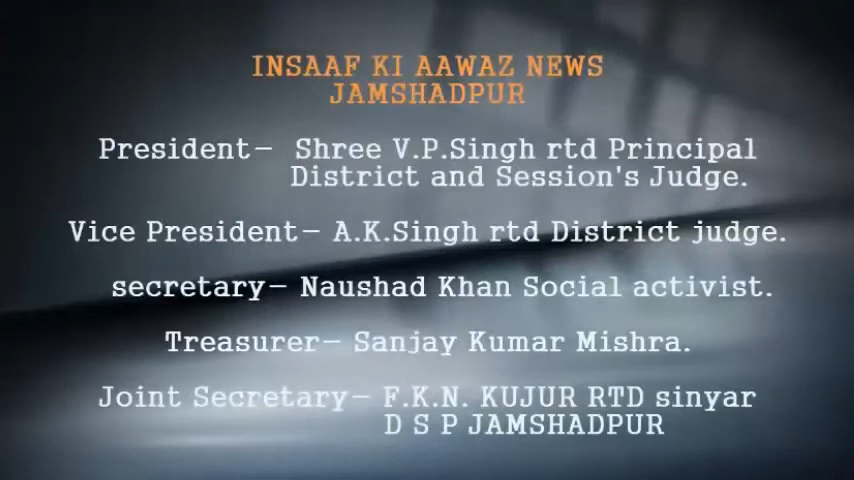 INSAAF KI AAWAZ NEWS
JAMSHADPUR
President- Shree V.P.Singh rtd Principal
District and Session's Judge.
Vice President- A.K.Singh rtd District judge.
secretary- Naushad Khan Social activist.
Treasurer- Sanjay Kumar Mishra.
Joint Secretary- F.K.N. KUJUR RTD sinyar
D S P JAMSHADPUR